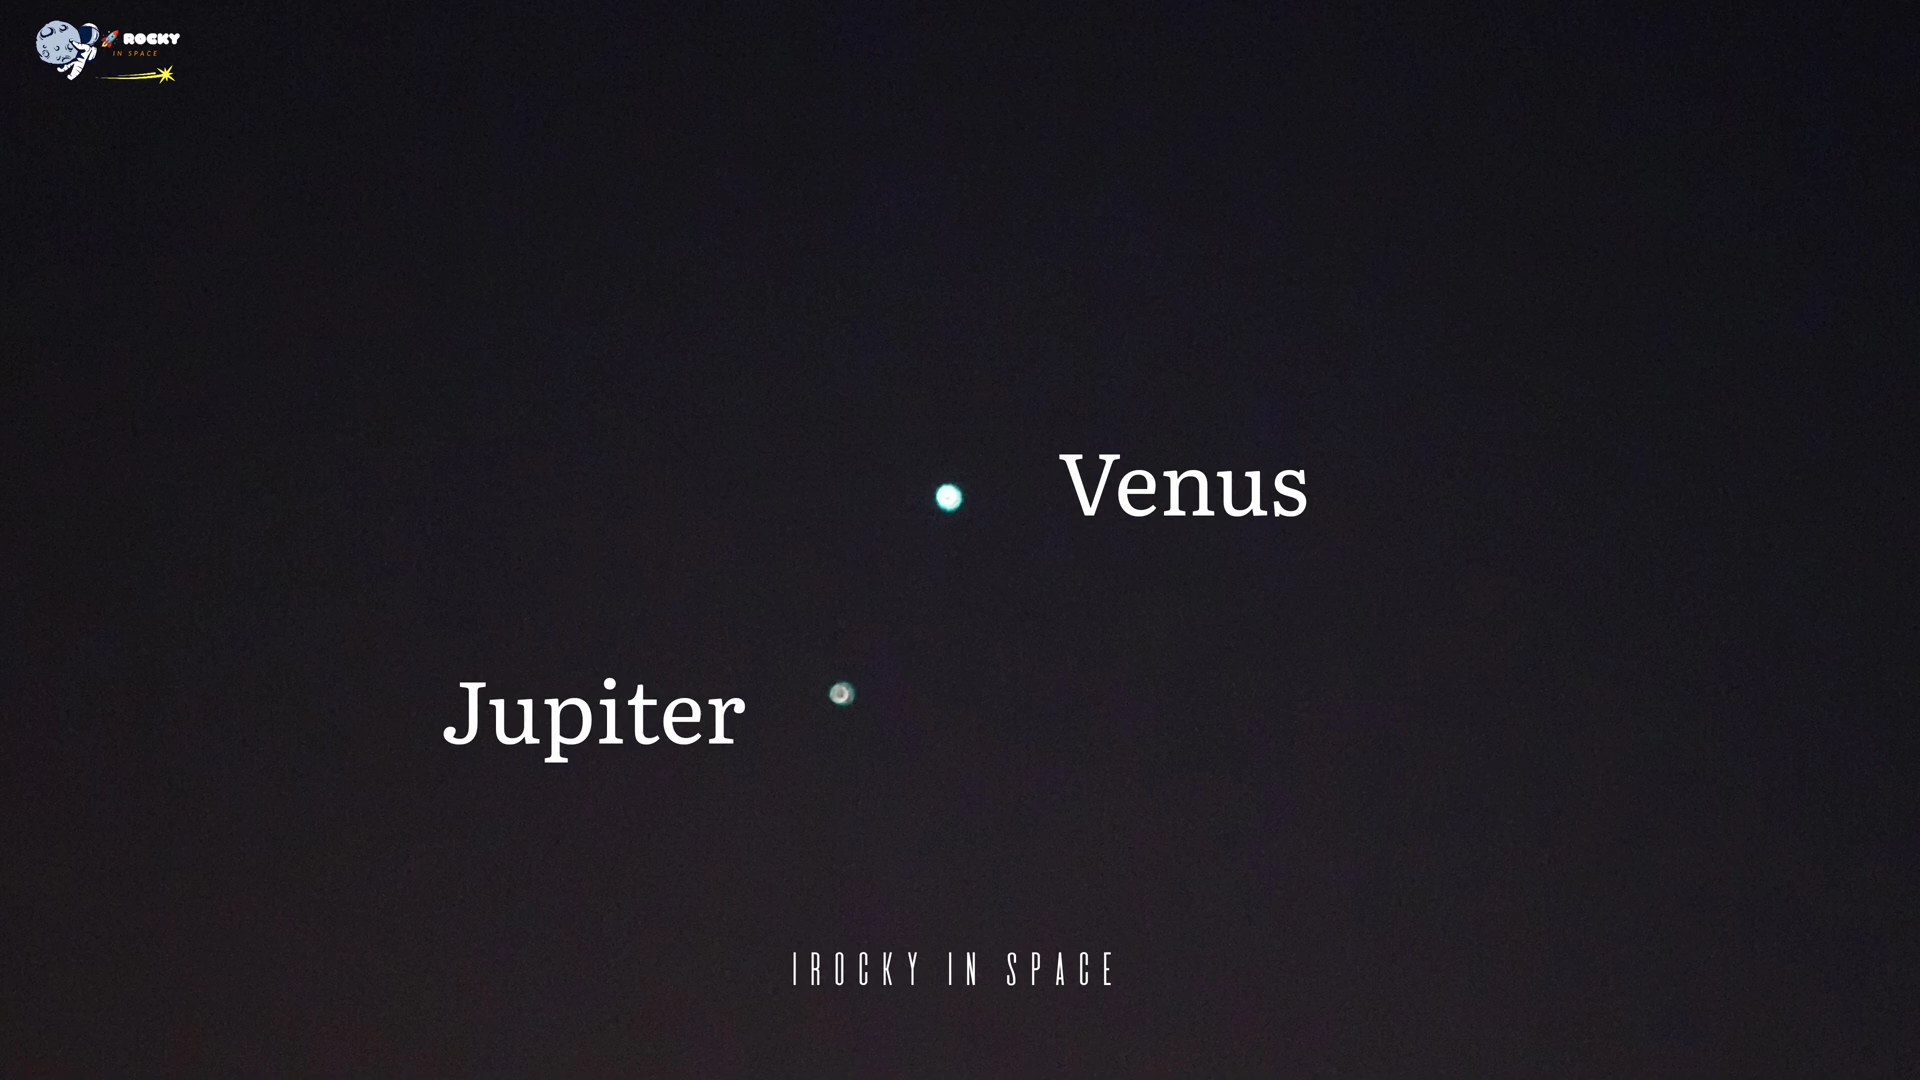 ROCKY
IN SPACE
Venus
Jupiter
IROCKY IN SPACE